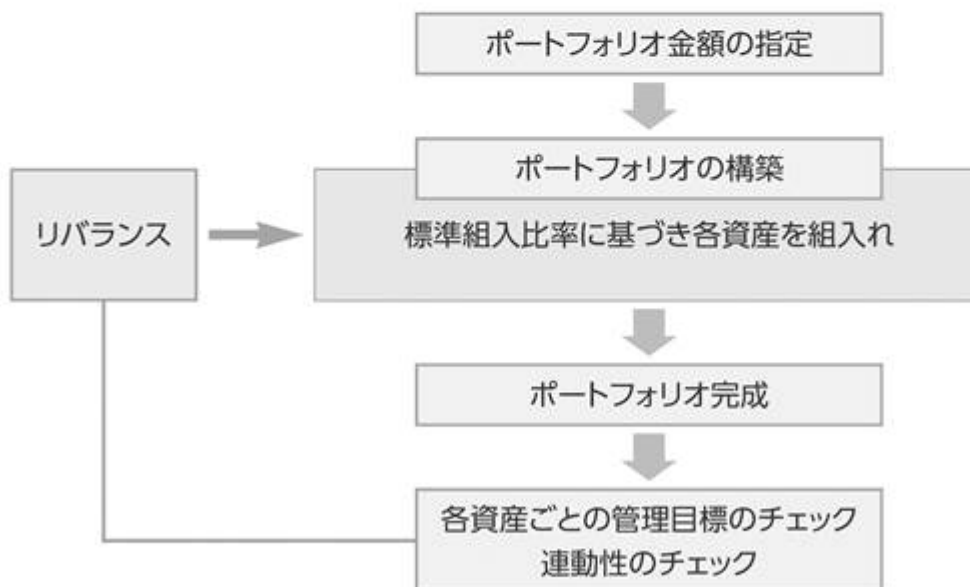 ポートフォリオ金額の指定
ポートフォリオの構築
リバランス
標準組入比率に基づき各資産を組入れ
ポートフォリオ完成
各資産ごとの管理目標のチェック
連動性のチェック